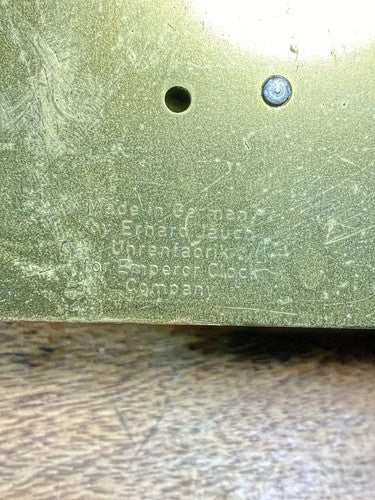 Made in Germany
by Erhard Jauch
Uhrenfabrik
for Emperor Clock
Company